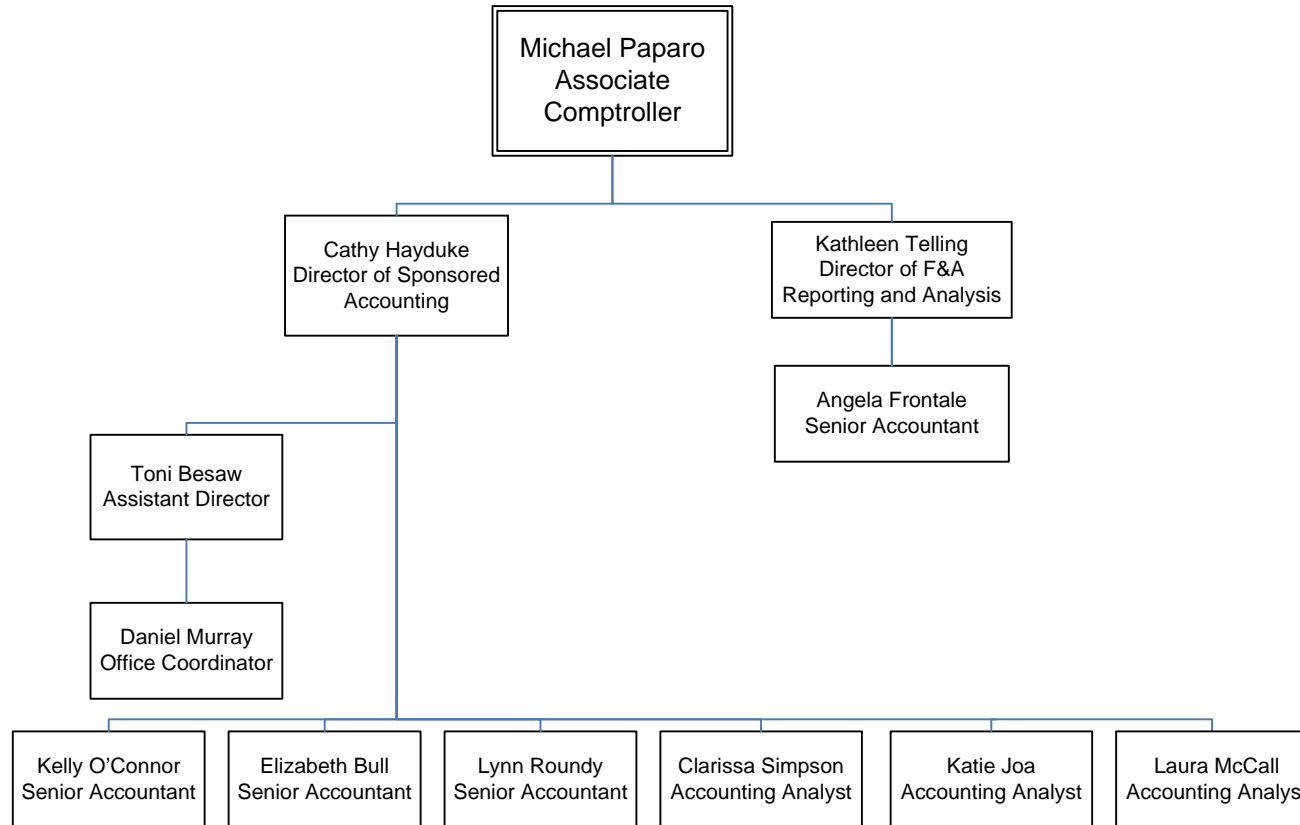 Michael Paparo
Associate
Comptroller
Cathy Hayduke
Director of Sponsored
Accounting
Kathleen Telling
Director of F&A
Reporting and Analysis
Angela Frontale
Senior Accountant
Toni Besaw
Assistant Director
Daniel Murray
Office Coordinator
Kelly O’Connor
Senior Accountant
Elizabeth Bull
Senior Accountant
Lynn Roundy
Senior Accountant
Clarissa Simpson
Accounting Analyst
Katie Joa
Accounting Analyst
Laura McCall
Accounting Analys